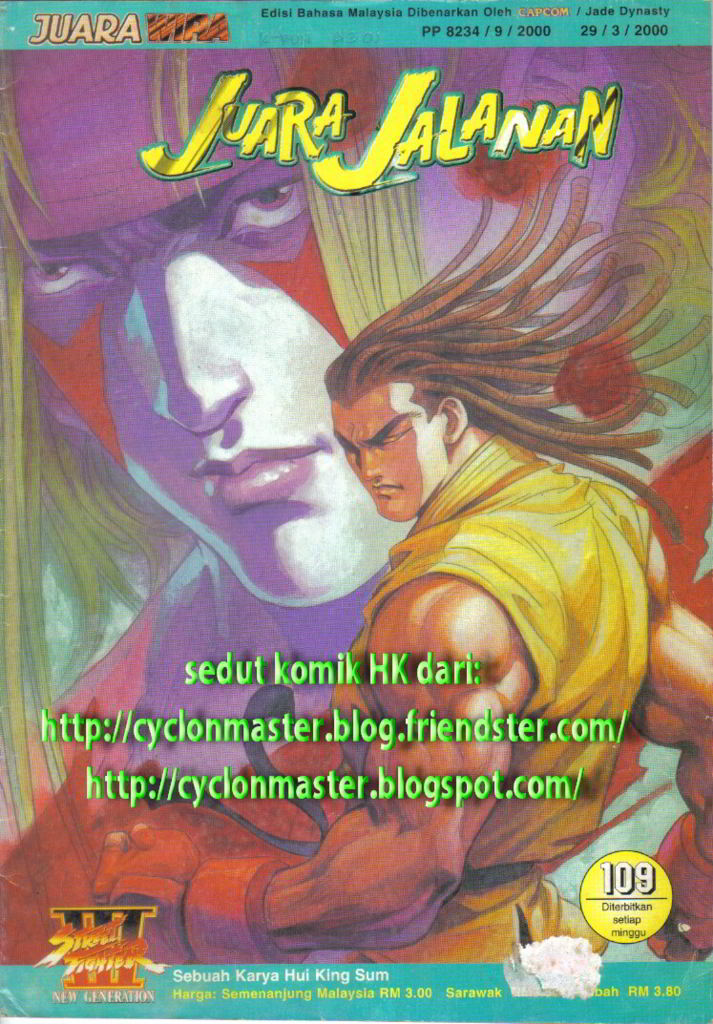 JUARA WIRA
Edisi Bahasa Malaysia Dibenarkan Oleh CAPCOM / Jade Dynasty
PP 8234 / 9 / 2000 29 / 3 / 2000
JUARA JALANAN
sedut komik HK dari:
http://cyclonmaster.blog.friendster.com/
http://cyclonmaster.blogspot.com/
109
Diterbitkan
setiap
minggu
III
STREET
FIGHTER
NEW GENERATION
Sebuah Karya Hui King Sum
Harga: Semenanjung Malaysia RM 3.00 Sarawak RM 3.80